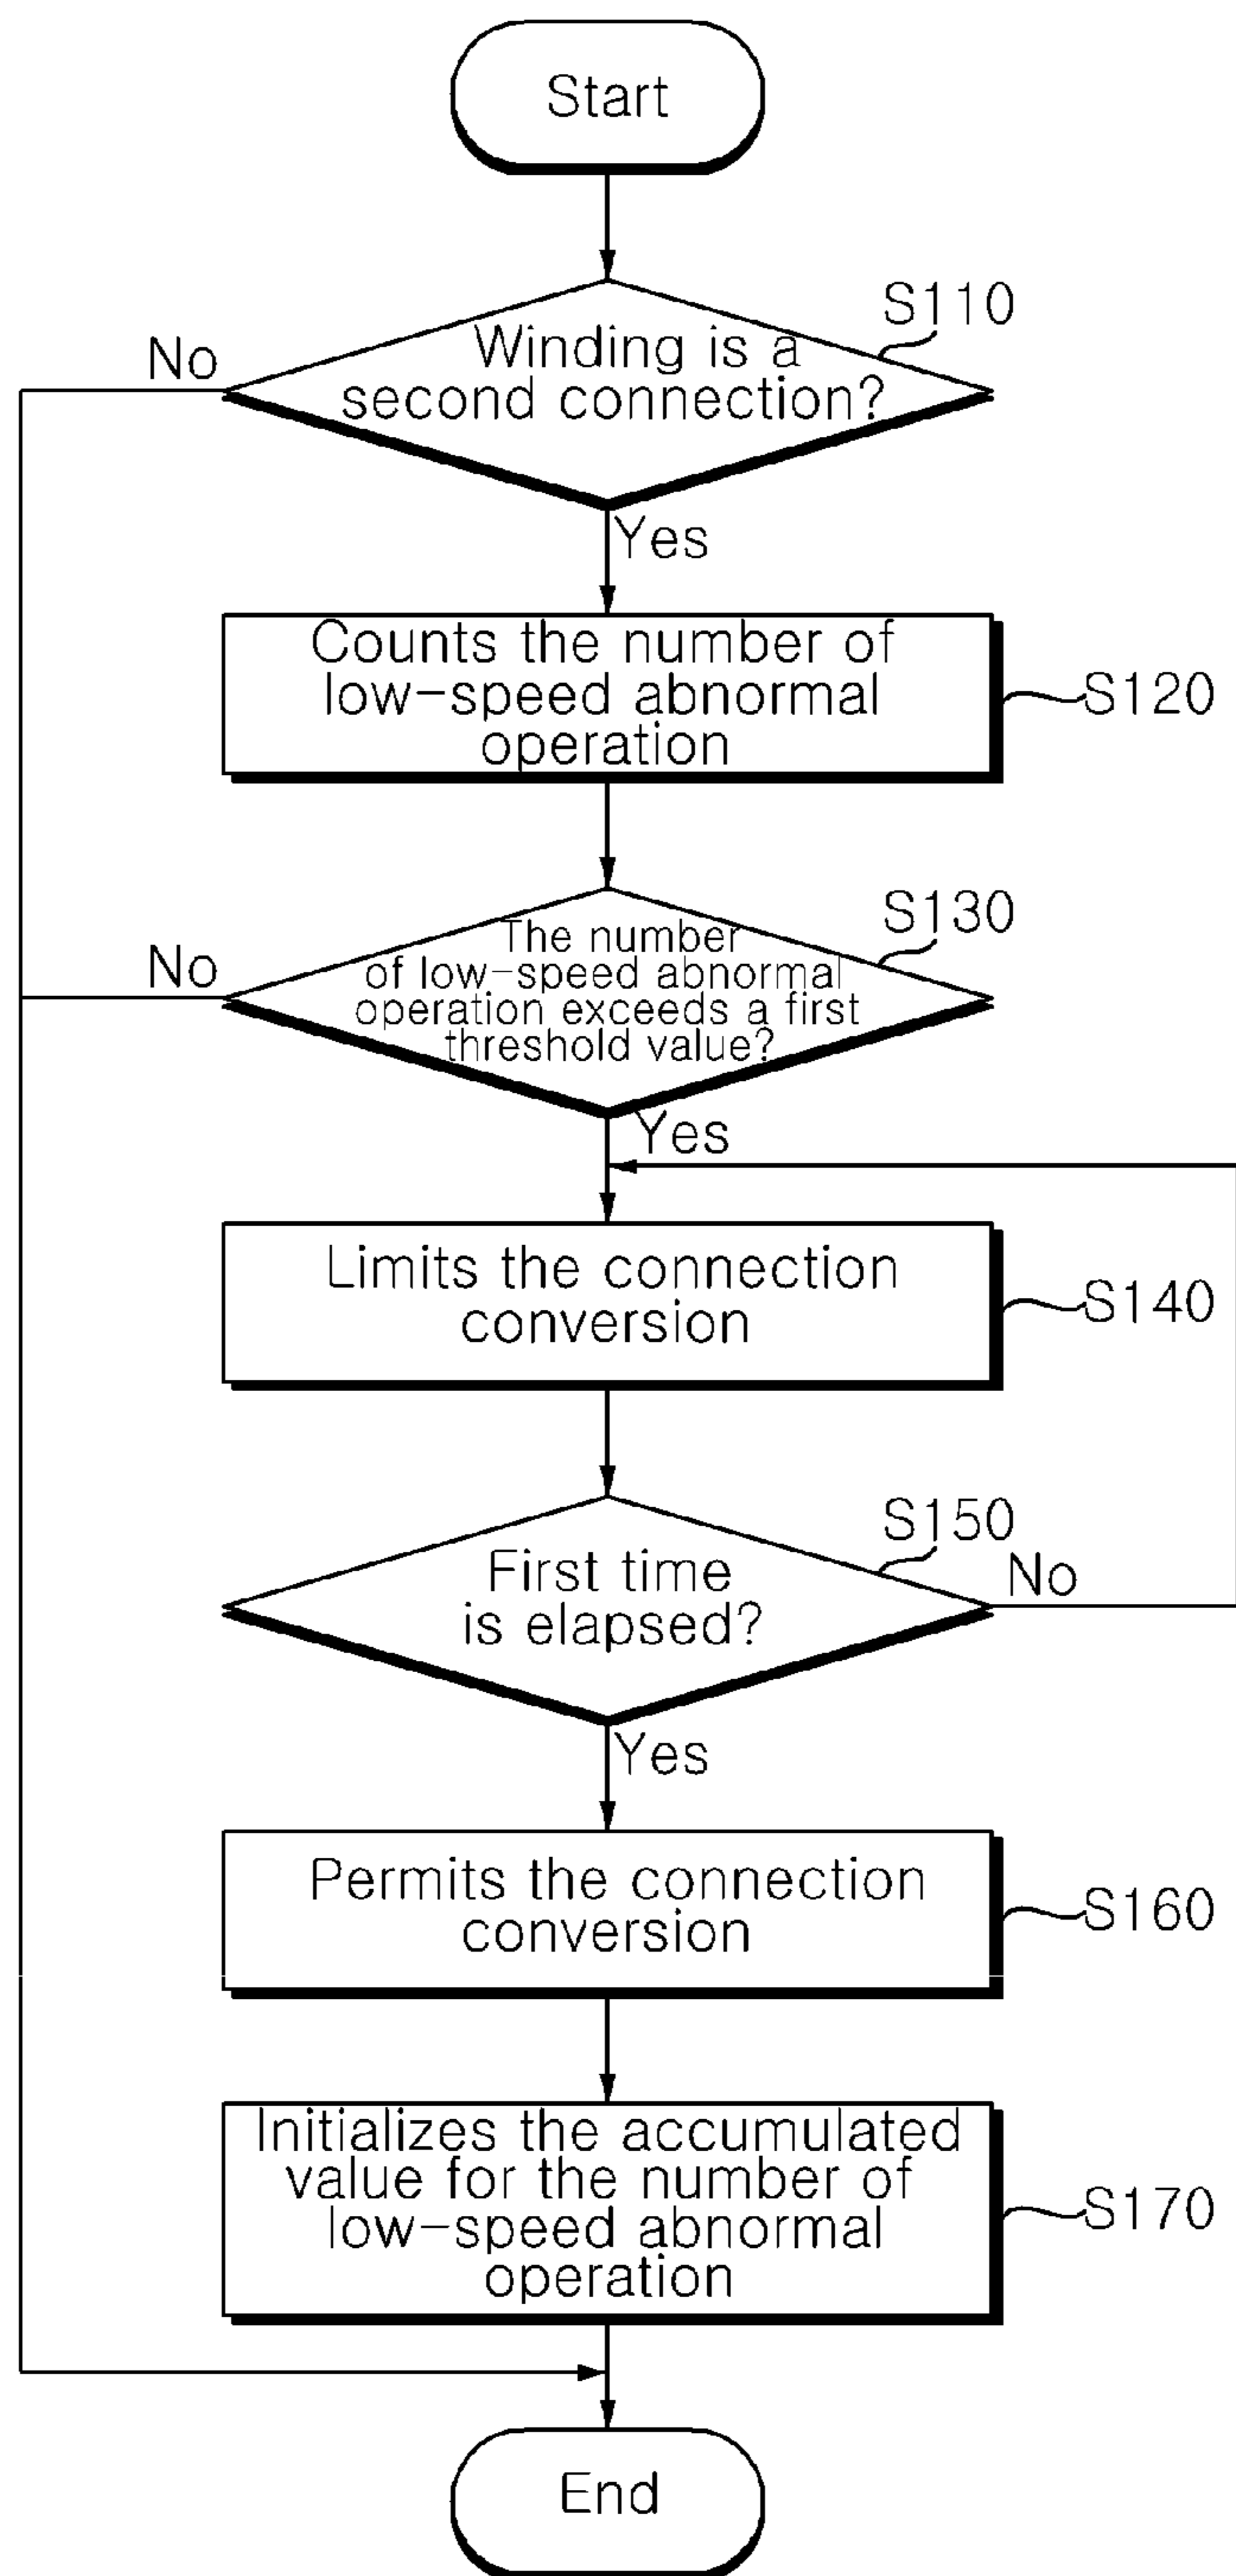 Start
S110
Winding is a
second connection?
No
Yes
Counts the number of
low-speed abnormal
operation
S120
S130
The number
of low-speed abnormal
operation exceeds a first
threshold value?
No
Yes
Limits the connection
conversion
S140
S150
First time
is elapsed?
No
Yes
Permits the connection
conversion
S160
Initializes the accumulated
value for the number of
low-speed abnormal
operation
S170
End